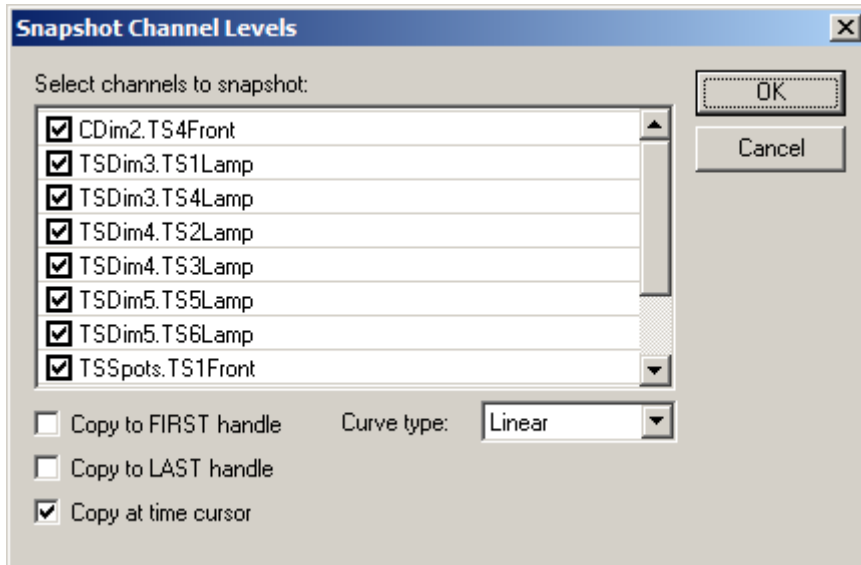 Snapshot Channel Levels
Select channels to snapshot:
OK
CDim2.TS4Front
Cancel
TSDim3.TS1Lamp
TSDim3.TS4Lamp
TSDim4.TS2Lamp
TSDim4.TS3Lamp
TSDim5.TS5Lamp
TSDim5.TS6Lamp
TSSpots.TS1Front
Copy to FIRST handle Curve type: Linear
Copy to LAST handle
Copy at time cursor